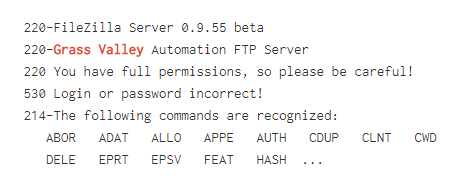 220-FileZilla Server 0.9.55 beta
220-Grass Valley Automation FTP Server
220 You have full permissions, so please be careful!
530 Login or password incorrect!
214-The following commands are recognized:
ABOR ADAT ALLO APPE AUTH CDUP CLNT CWD
DELE EPRT EPSV FEAT HASH ...